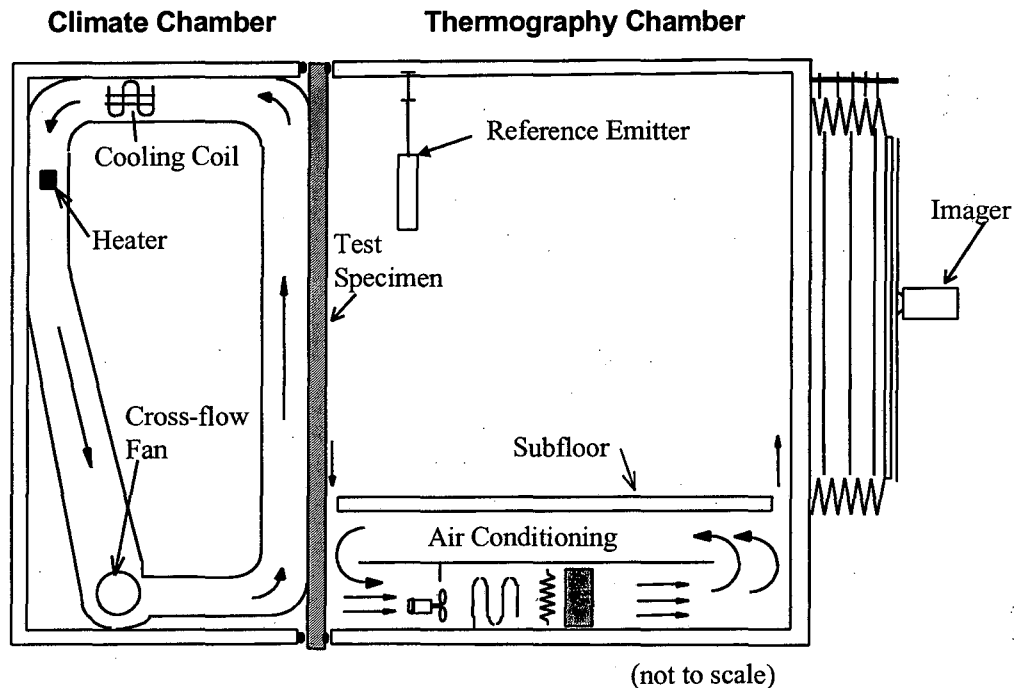 Climate Chamber
Thermography Chamber
Cooling Coil
Heater
Reference Emitter
Test
Specimen
Imager
Cross-flow
Fan
Subfloor
Air Conditioning
(not to scale)